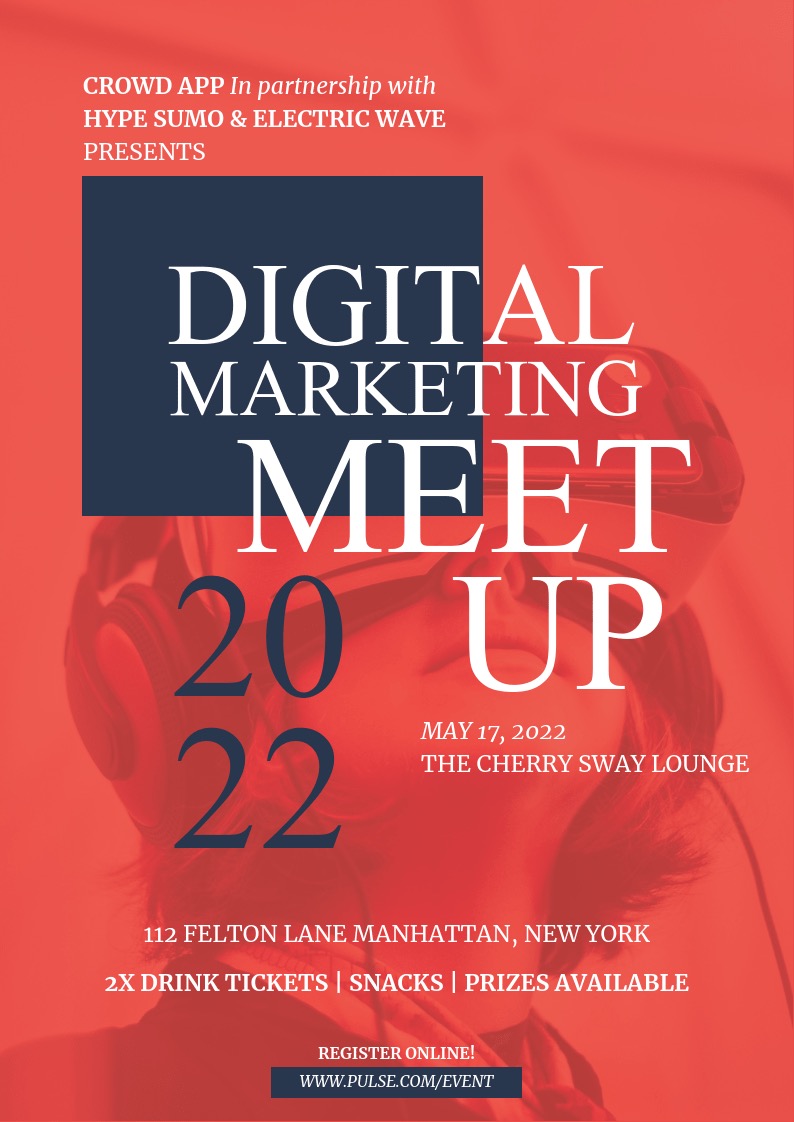 CROWD APP In partnership with
HYPE SUMO & ELECTRIC WAVE
PRESENTS
DIGITAL
MARKETING
MEET
UP
20
22
MAY 17, 2022
THE CHERRY SWAY LOUNGE
112 FELTON LANE MANHATTAN, NEW YORK
2X DRINK TICKETS | SNACKS | PRIZES AVAILABLE
REGISTER ONLINE!
WWW.PULSE.COM/EVENT